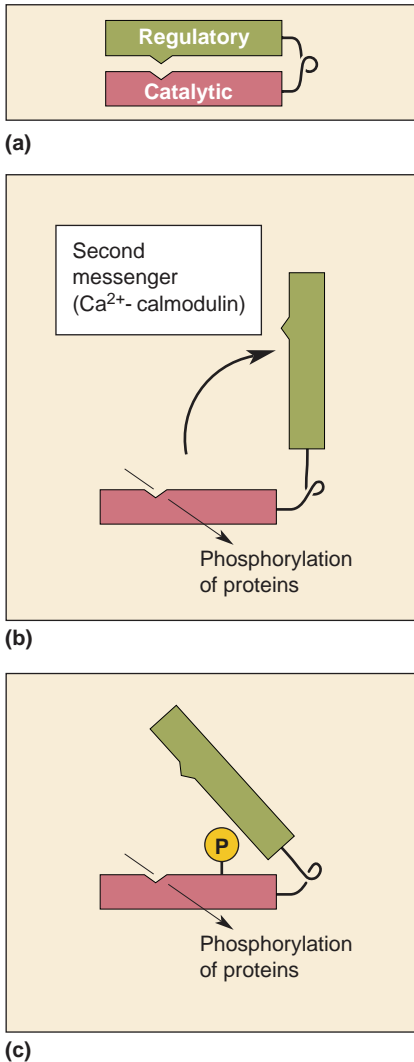 Regulatory
Catalytic
(a)
Second
messenger
(Ca²⁺- calmodulin)
Phosphorylation
of proteins
(b)
P
Phosphorylation
of proteins
(c)